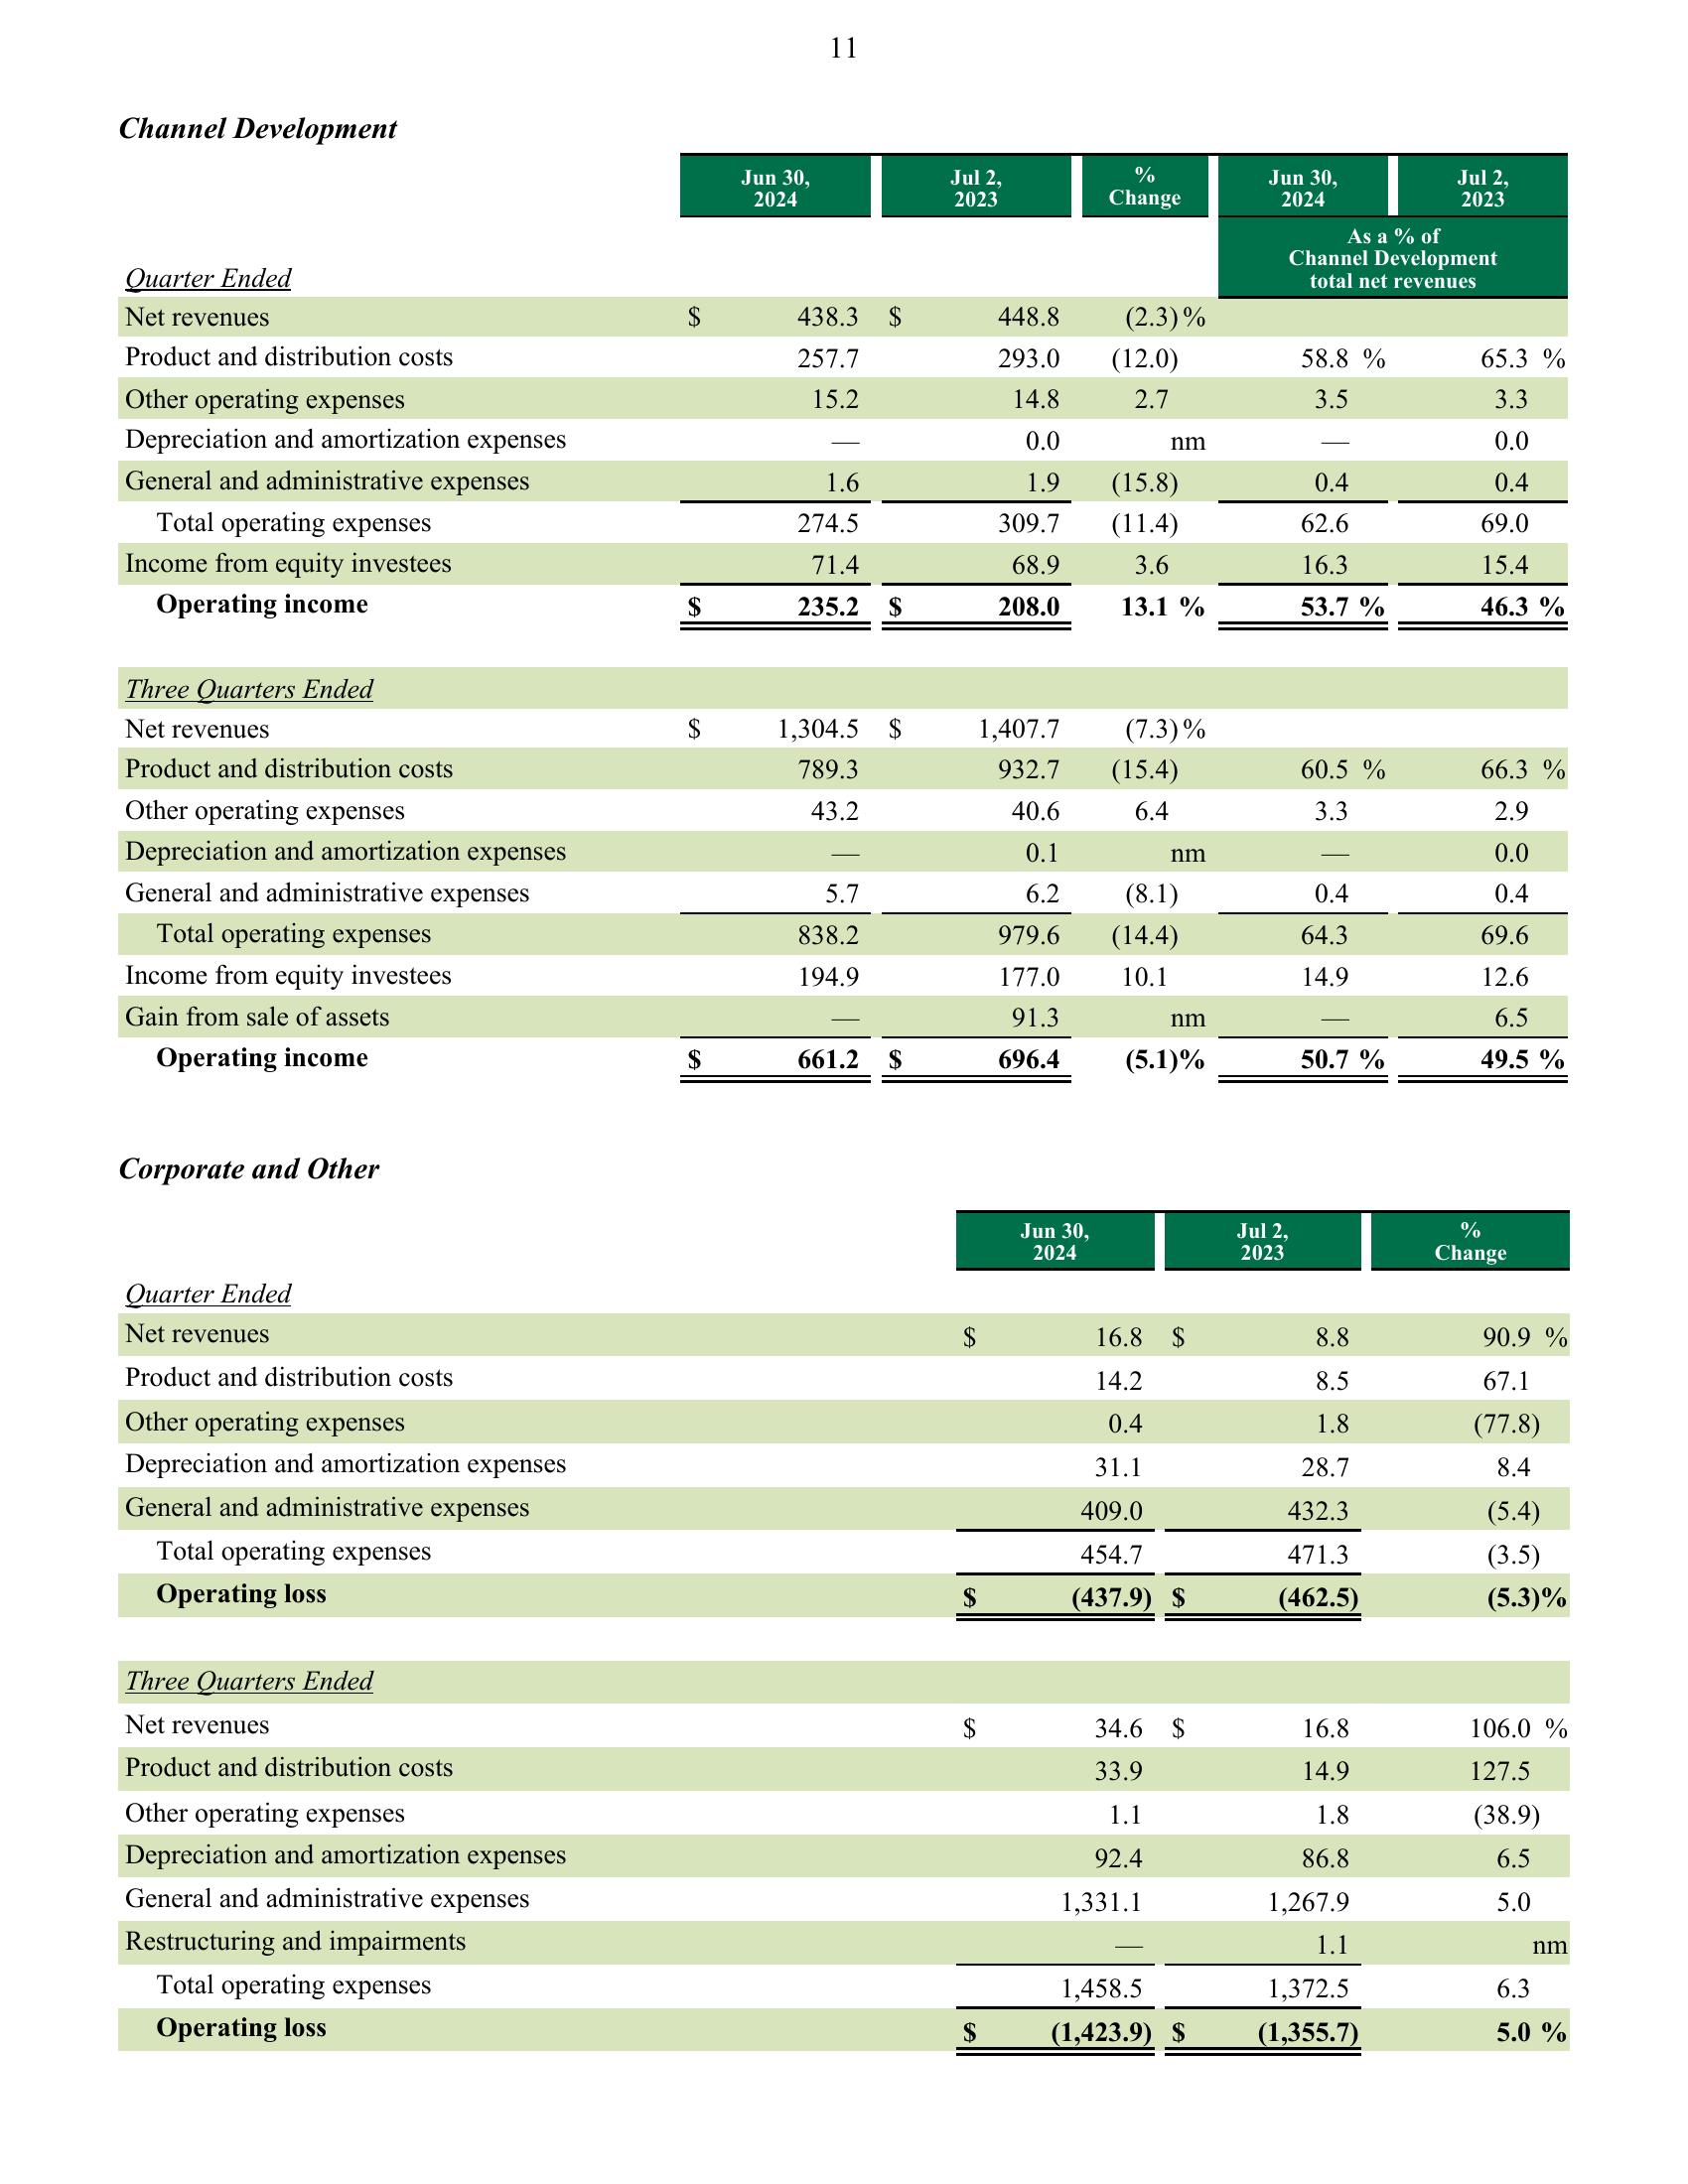 11
Channel Development
Jun 30, 2024 Jul 2, 2023 % Change Jun 30, 2024 Jul 2, 2023
As a % of Channel Development total net revenues
Quarter Ended
Net revenues $ 438.3 $ 448.8 (2.3)%
Product and distribution costs 257.7 293.0 (12.0) 58.8 % 65.3 %
Other operating expenses 15.2 14.8 2.7 3.5 3.3
Depreciation and amortization expenses — 0.0 nm — 0.0
General and administrative expenses 1.6 1.9 (15.8) 0.4 0.4
Total operating expenses 274.5 309.7 (11.4) 62.6 69.0
Income from equity investees 71.4 68.9 3.6 16.3 15.4
Operating income $ 235.2 $ 208.0 13.1 % 53.7 % 46.3 %
Three Quarters Ended
Net revenues $ 1,304.5 $ 1,407.7 (7.3)%
Product and distribution costs 789.3 932.7 (15.4) 60.5 % 66.3 %
Other operating expenses 43.2 40.6 6.4 3.3 2.9
Depreciation and amortization expenses — 0.1 nm — 0.0
General and administrative expenses 5.7 6.2 (8.1) 0.4 0.4
Total operating expenses 838.2 979.6 (14.4) 64.3 69.6
Income from equity investees 194.9 177.0 10.1 14.9 12.6
Gain from sale of assets — 91.3 nm — 6.5
Operating income $ 661.2 $ 696.4 (5.1)% 50.7 % 49.5 %
Corporate and Other
Jun 30, 2024 Jul 2, 2023 % Change
Quarter Ended
Net revenues $ 16.8 $ 8.8 90.9 %
Product and distribution costs 14.2 8.5 67.1
Other operating expenses 0.4 1.8 (77.8)
Depreciation and amortization expenses 31.1 28.7 8.4
General and administrative expenses 409.0 432.3 (5.4)
Total operating expenses 454.7 471.3 (3.5)
Operating loss $ (437.9) $ (462.5) (5.3)%
Three Quarters Ended
Net revenues $ 34.6 $ 16.8 106.0 %
Product and distribution costs 33.9 14.9 127.5
Other operating expenses 1.1 1.8 (38.9)
Depreciation and amortization expenses 92.4 86.8 6.5
General and administrative expenses 1,331.1 1,267.9 5.0
Restructuring and impairments — 1.1 nm
Total operating expenses 1,458.5 1,372.5 6.3
Operating loss $ (1,423.9) $ (1,355.7) 5.0 %